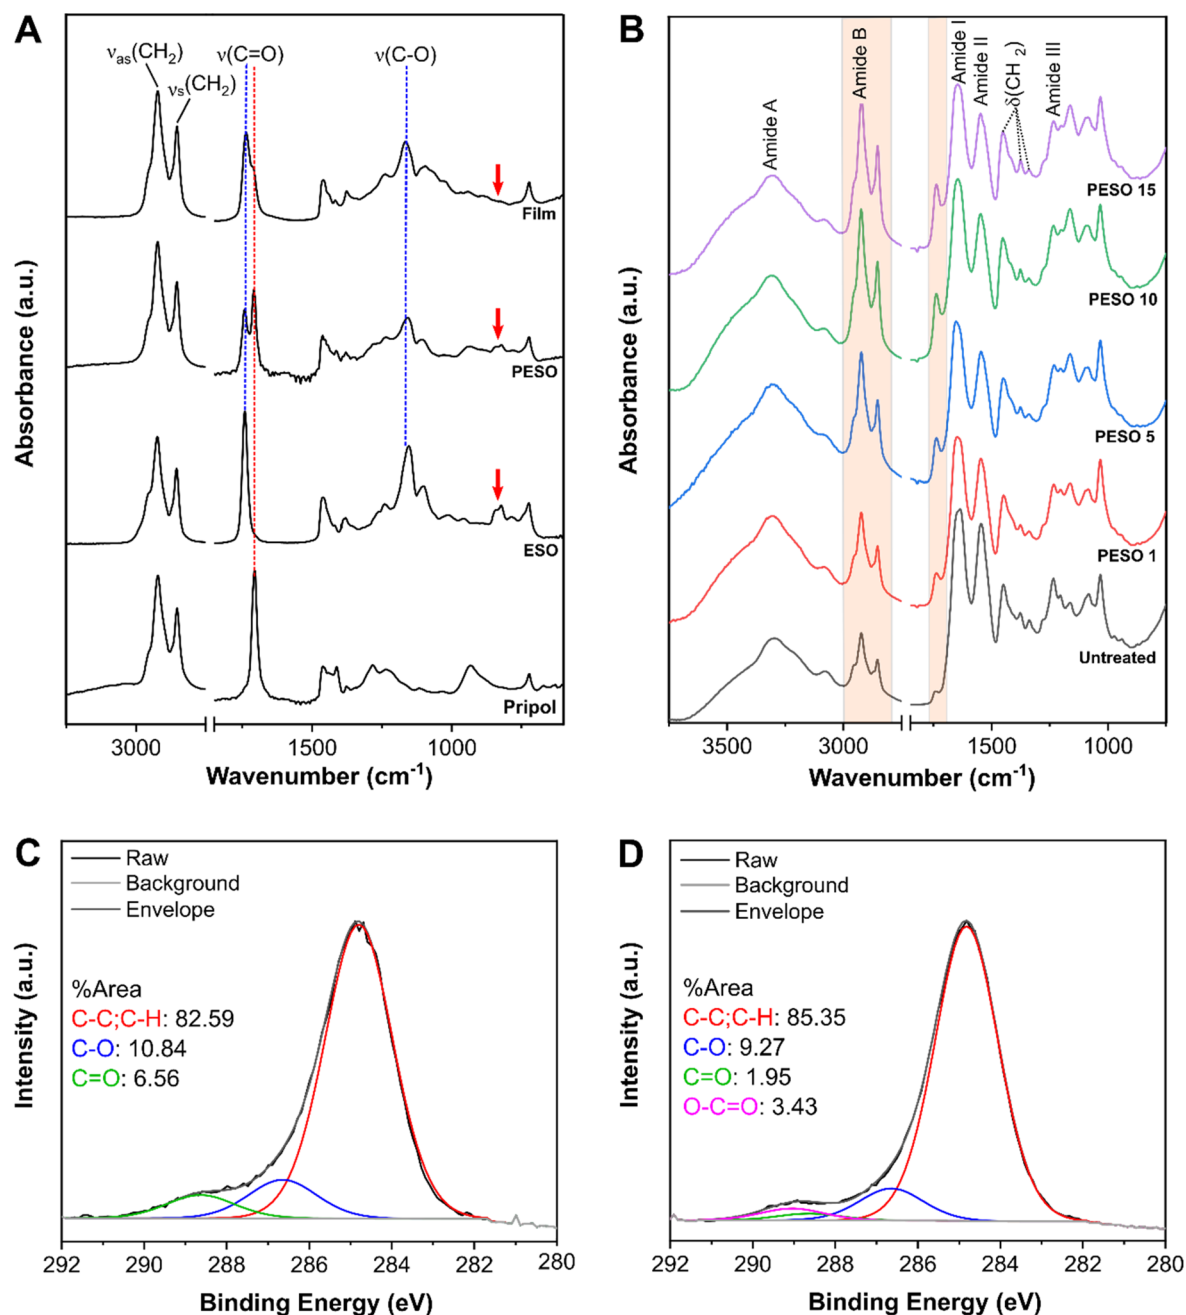 A
ν(C=O)
ν(C-O)
νas(CH2)
νs(CH2)
Film
PESO
ESO
Pripol
Absorbance (a.u.)
3000
1500
1000
Wavenumber (cm-1)
B
Amide A
Amide B
Amide I
Amide II
δ(CH 2)
Amide III
PESO 15
PESO 10
PESO 5
PESO 1
Untreated
Absorbance (a.u.)
3500
3000
1500
1000
Wavenumber (cm-1)
C
Raw
Background
Envelope
%Area
C-C;C-H: 82.59
C-O: 10.84
C=O: 6.56
Intensity (a.u.)
292
290
288
286
284
282
280
Binding Energy (eV)
D
Raw
Background
Envelope
%Area
C-C;C-H: 85.35
C-O: 9.27
C=O: 1.95
O-C=O: 3.43
Intensity (a.u.)
292
290
288
286
284
282
280
Binding Energy (eV)